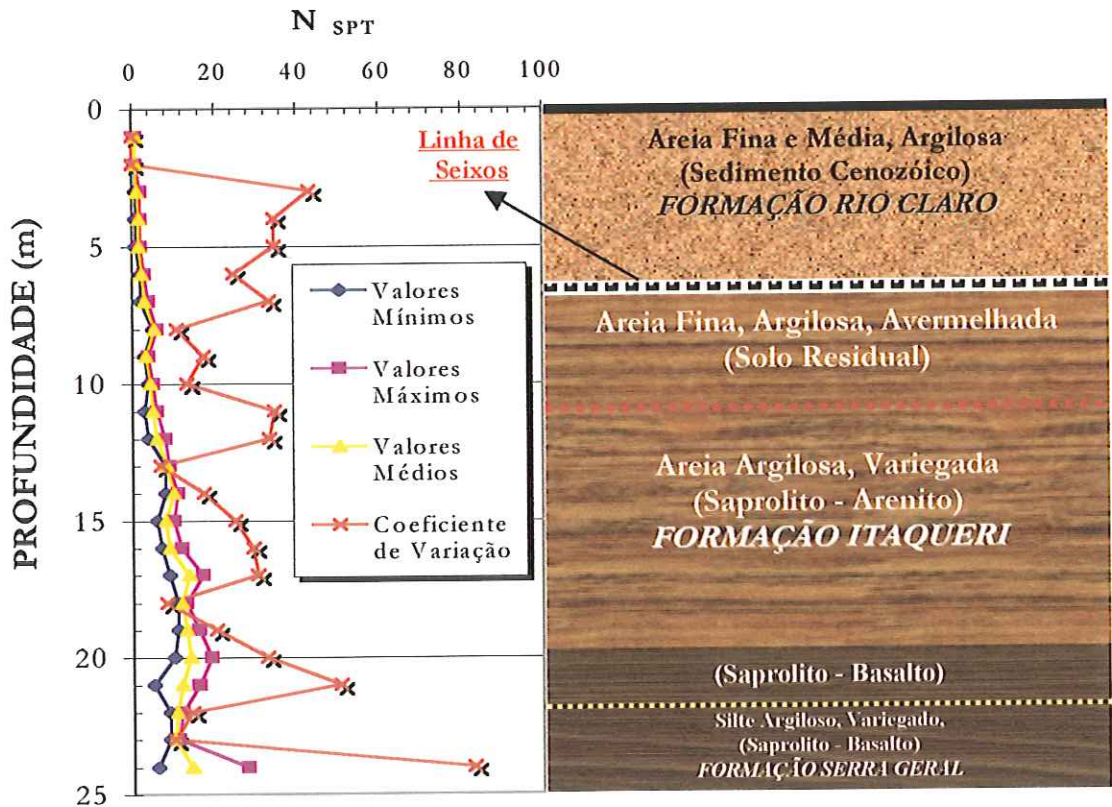 N SPT
0 20 40 60 80 100
PROFUNDIDADE (m)
0
5
10
15
20
25
Linha de
Seixos
Valores
Mínimos
Valores
Máximos
Valores
Médios
Coeficiente
de Variação
Areia Fina e Média, Argilosa
(Sedimento Cenozóico)
FORMAÇÃO RIO CLARO
Areia Fina, Argilosa, Avermelhada
(Solo Residual)
Areia Argilosa, Variegada
(Saprolito - Arenito)
FORMAÇÃO ITAQUERI
(Saprolito - Basalto)
Silte Argiloso, Variegado,
(Saprolito - Basalto)
FORMAÇÃO SERRA GERAL